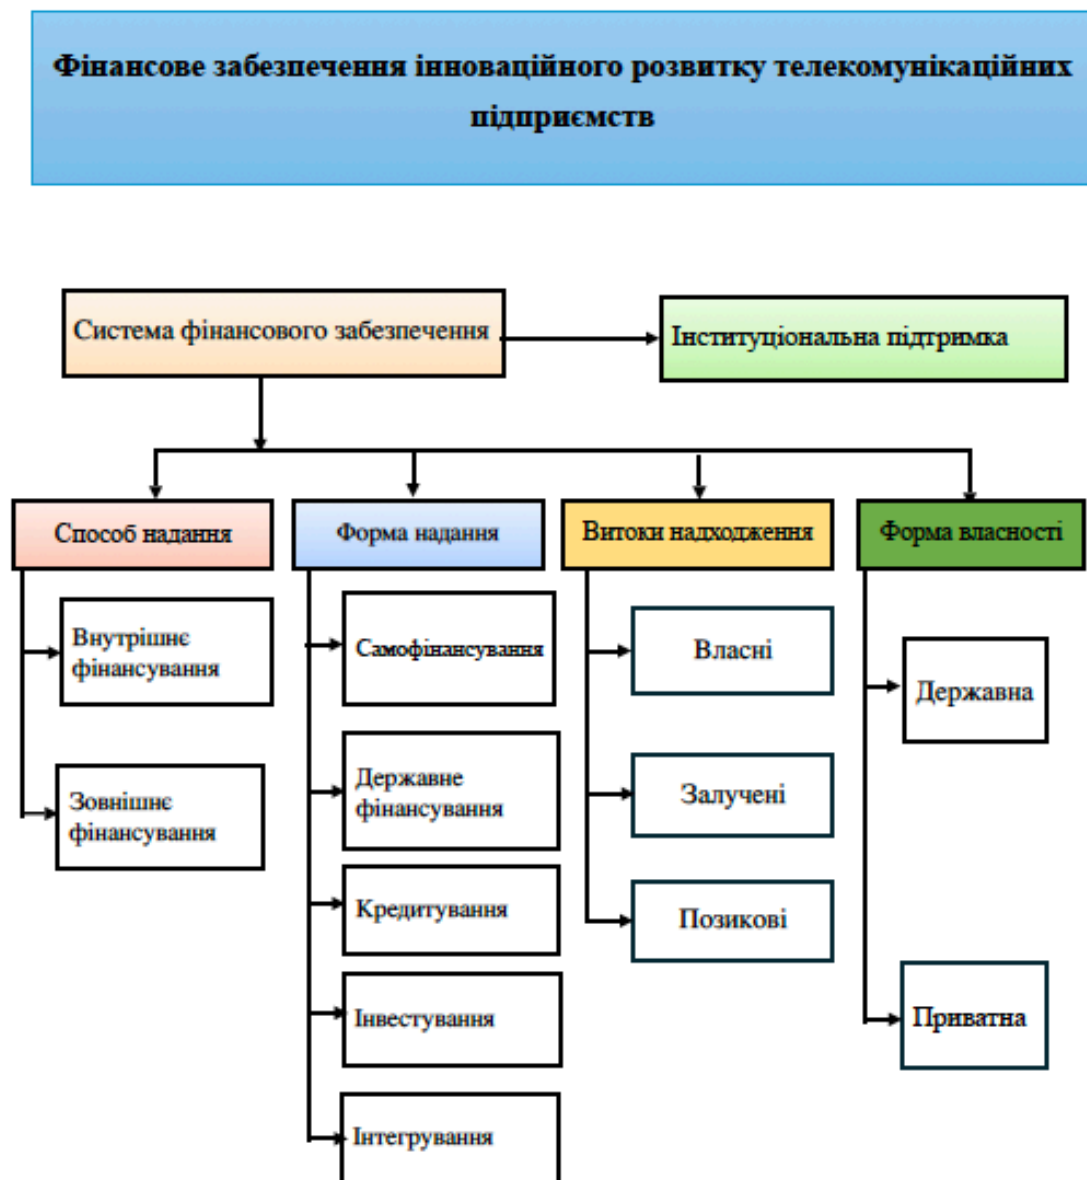 Фінансове забезпечення інноваційного розвитку телекомунікаційних
підприємств
Система фінансового забезпечення
Інституціональна підтримка
Спосіб надання
Форма надання
Витоки надходження
Форма власності
Внутрішнє
фінансування
Зовнішнє
фінансування
Самофінансування
Державне
фінансування
Кредитування
Інвестування
Інтегрування
Власні
Залучені
Позикові
Державна
Приватна